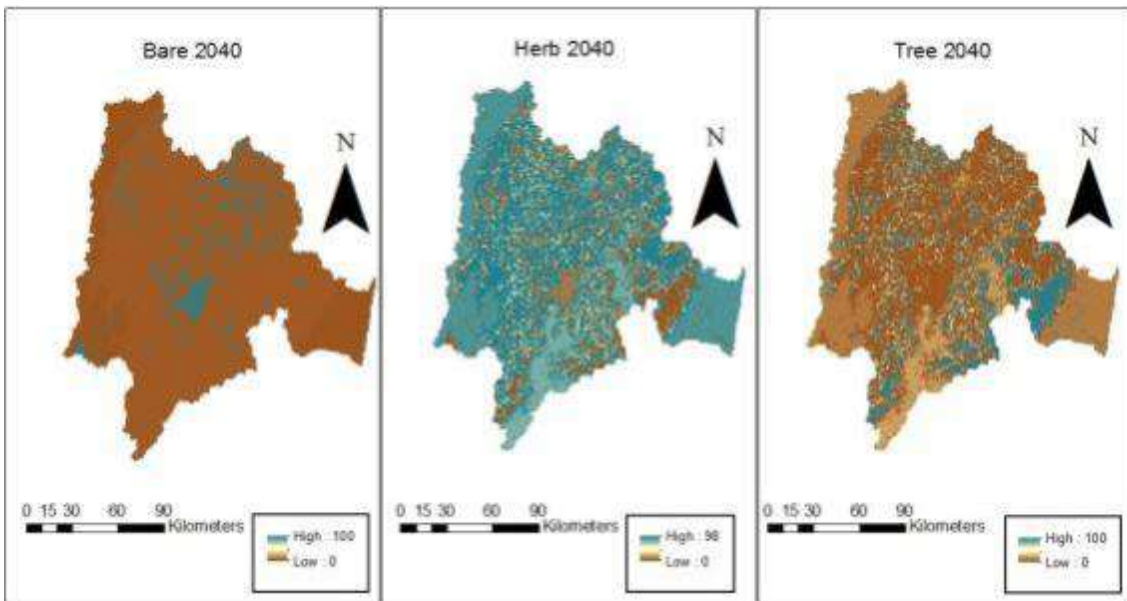 Bare 2040
N
0 15 30 60 90
Kilometers
High : 100
Low : 0
Herb 2040
N
0 15 30 60 90
Kilometers
High : 98
Low : 0
Tree 2040
N
0 15 30 60 90
Kilometers
High : 100
Low : 0